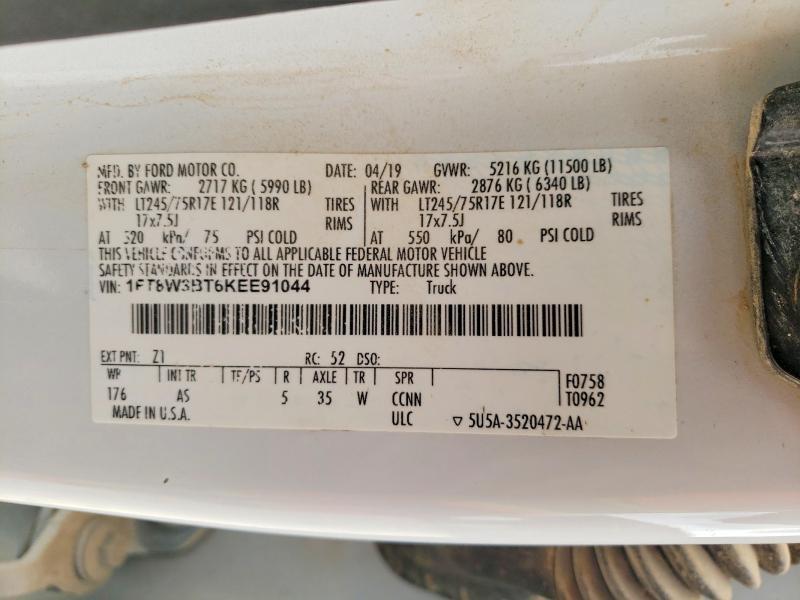 MFD. BY FORD MOTOR CO. DATE: 04/19 GVWR: 5216 KG (11500 LB)
FRONT GAWR: 2717 KG ( 5990 LB) REAR GAWR: 2876 KG ( 6340 LB)
WITH LT245/75R17E 121/118R TIRES WITH LT245/75R17E 121/118R TIRES
17x7.5J RIMS 17x7.5J RIMS
AT 520 kPa/ 75 PSI COLD AT 550 kPa/ 80 PSI COLD
THIS VEHICLE CONFORMS TO ALL APPLICABLE FEDERAL MOTOR VEHICLE
SAFETY STANDARDS IN EFFECT ON THE DATE OF MANUFACTURE SHOWN ABOVE.
VIN: 1FT8W3BT6KEE91044 TYPE: Truck
EXT PNT: Z1 RC: 52 DSO:
WB INT TR TP/PS R AXLE TR SPR F0758
176 AS 5 35 W CCNN T0962
MADE IN U.S.A. ULC ▽ 5U5A-3520472-AA